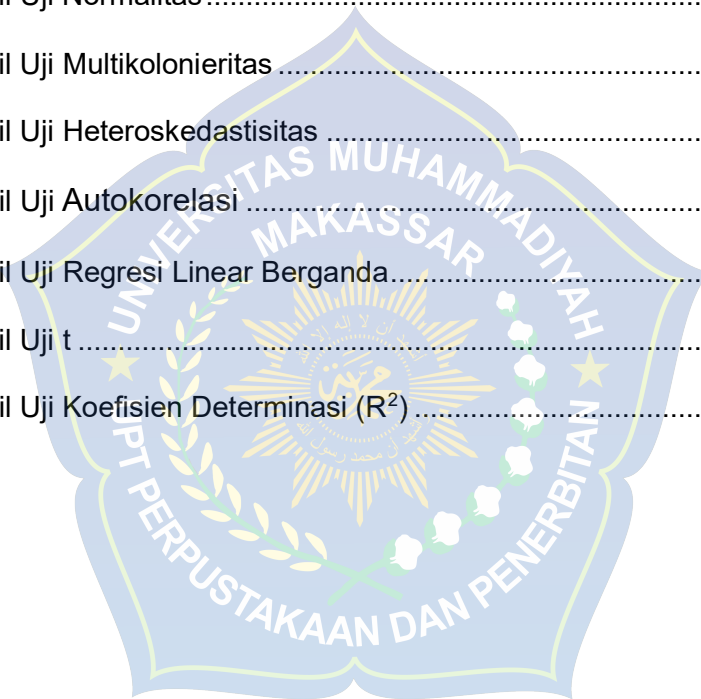 il Uji Normalitas
il Uji Multikolonieritas
il Uji Heteroskedastisitas
il Uji Autokorelasi
il Uji Regresi Linear Berganda
il Uji t
il Uji Koefisien Determinasi (R²)
UNIVERSITAS MUHAMMADIYAH
MAKASSAR
UPT PERPUSTAKAAN DAN PENERBITAN